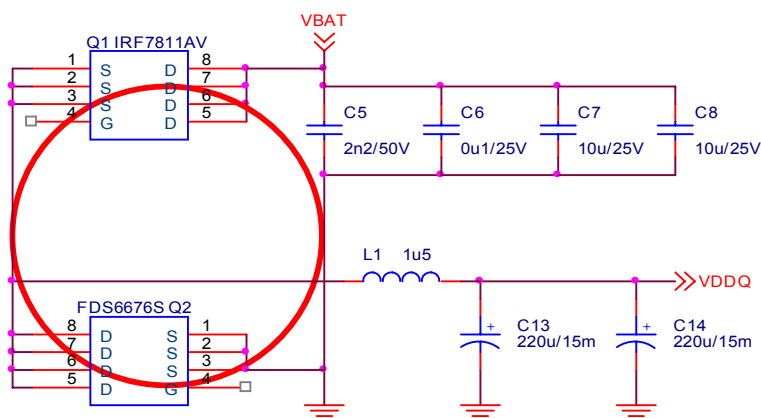 VBAT
Q1 IRF7811AV
1 S D 8
2 S D 7
3 S D 6
4 G D 5
C5
2n2/50V
C6
0u1/25V
C7
10u/25V
C8
10u/25V
L1 1u5
VDDQ
FDS6676S Q2
8 D S 1
7 D S 2
6 D S 3
5 D G 4
+ C13
220u/15m
+ C14
220u/15m